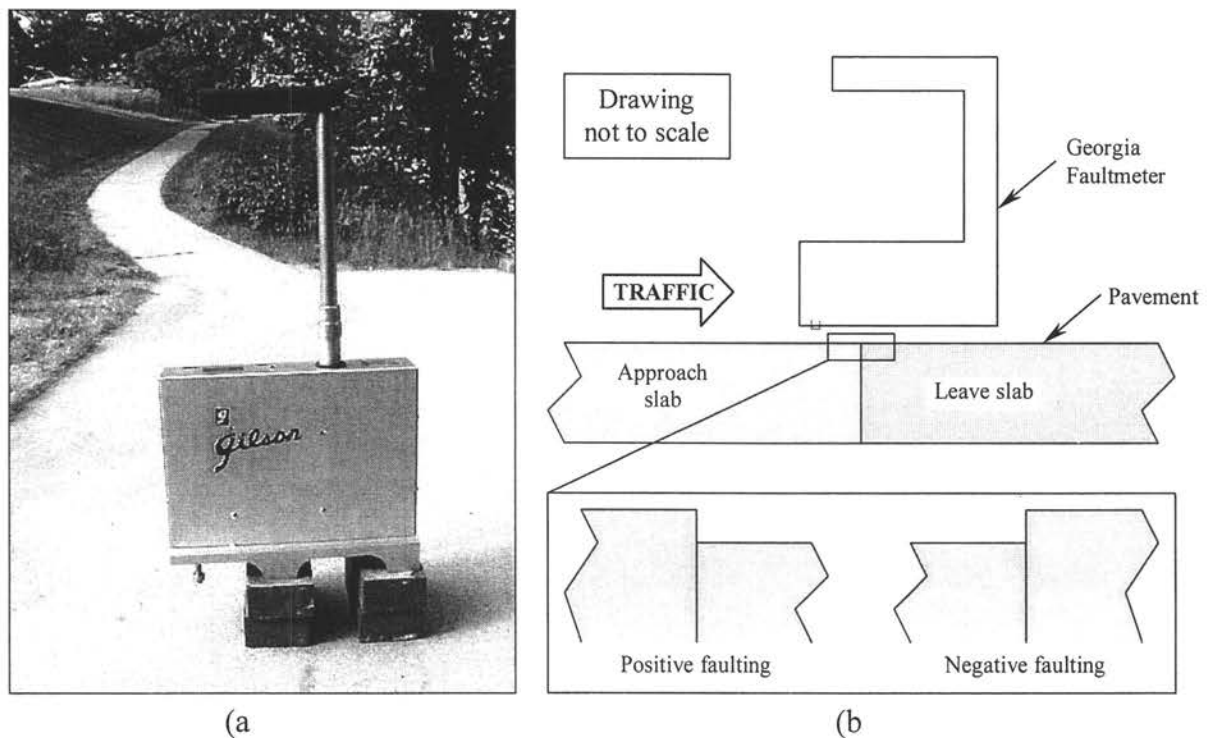 g
Gilson
Drawing
not to scale
Georgia
Faultmeter
TRAFFIC
Pavement
Approach
slab
Leave slab
Positive faulting
Negative faulting
(a
(b)